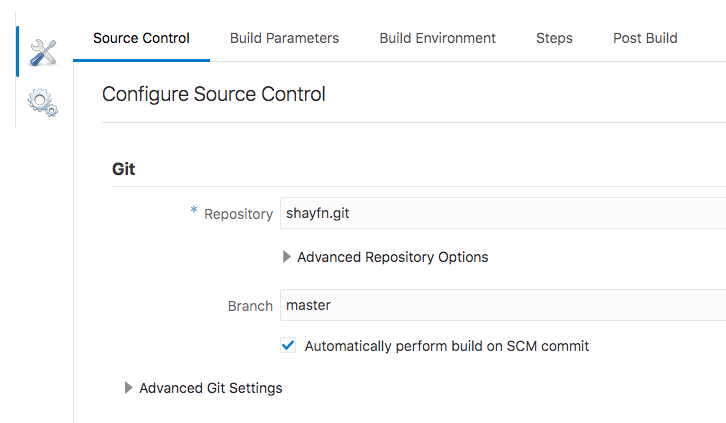 Source Control Build Parameters Build Environment Steps Post Build
Configure Source Control
Git
* Repository shayfn.git
Advanced Repository Options
Branch master
Automatically perform build on SCM commit
Advanced Git Settings